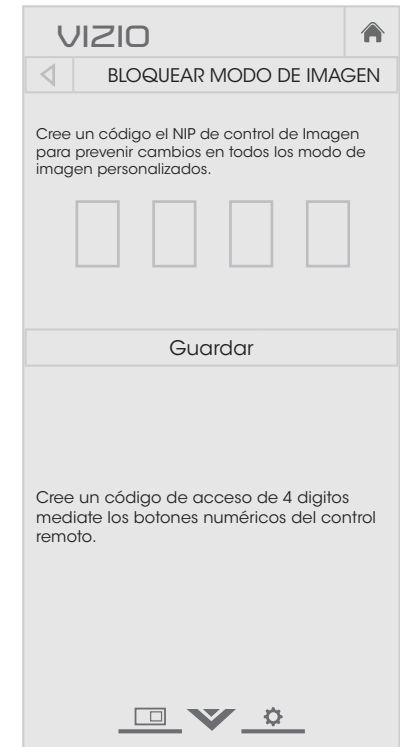 VIZIO
BLOQUEAR MODO DE IMAGEN
Cree un código el NIP de control de Imagen
para prevenir cambios en todos los modo de
imagen personalizados.
Guardar
Cree un código de acceso de 4 digitos
mediate los botones numéricos del control
remoto.